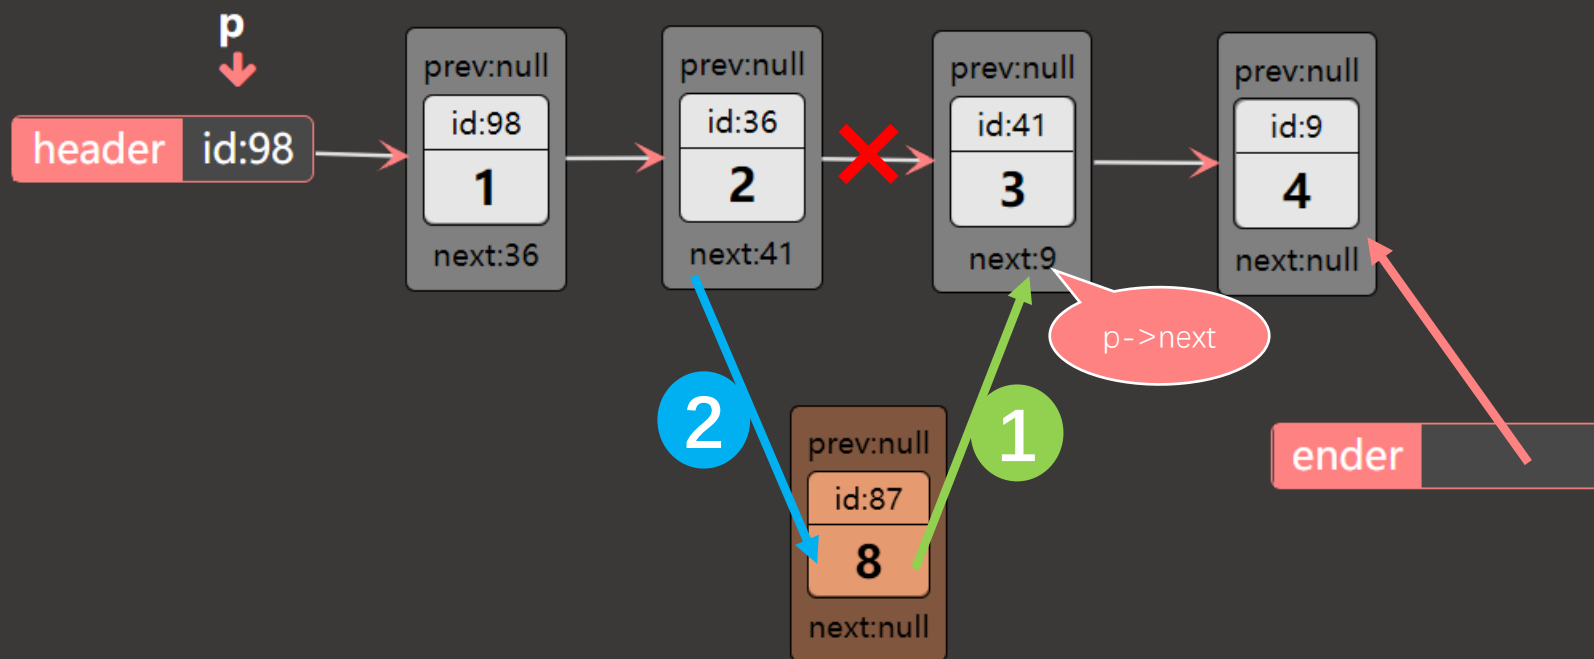 p
header id:98
prev:null
id:98
1
next:36
prev:null
id:36
2
next:41
prev:null
id:41
3
next:9
prev:null
id:9
4
next:null
p->next
2
1
prev:null
id:87
8
next:null
ender